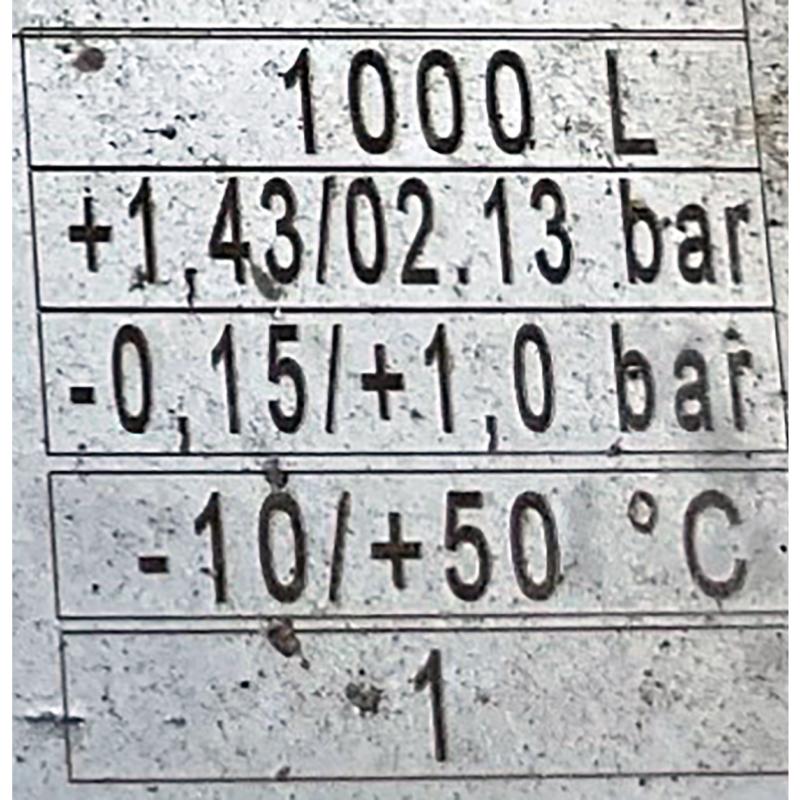 1000 L
+1,43/02.13 bar
-0,15/+1,0 bar
-10/+50 °C
1